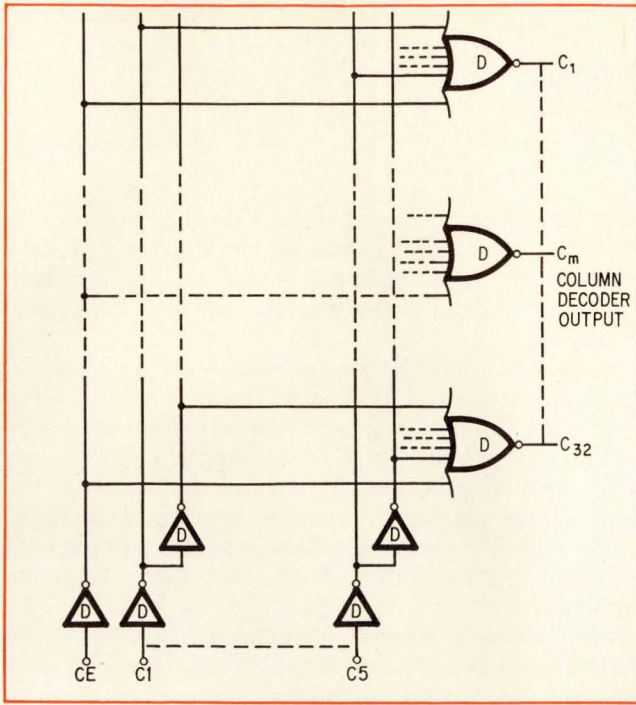 D C₁
D Cₘ
COLUMN
DECODER
OUTPUT
D C₃₂
D D
D D D
CE C1 C5